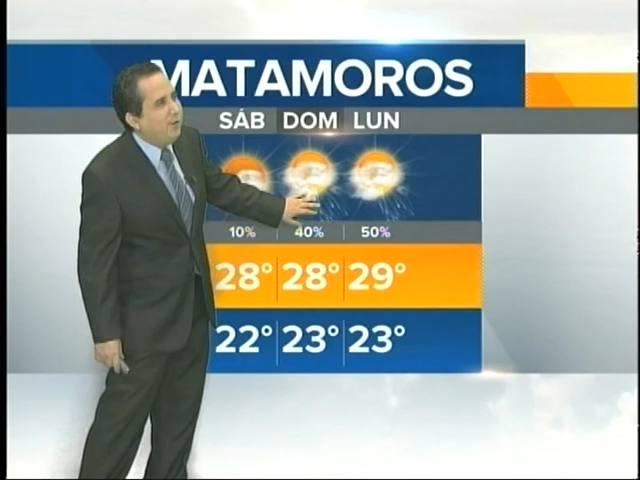 MATAMOROS
SÁB DOM LUN
10% 40% 50%
28° 28° 29°
22° 23° 23°